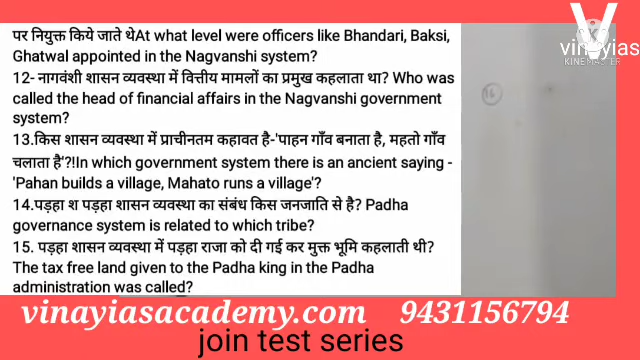 पर नियुक्त किये जाते थेAt what level were officers like Bhandari, Baksi,
Ghatwal appointed in the Nagvanshi system?
12- नागवंशी शासन व्यवस्था में वित्तीय मामलों का प्रमुख कहलाता था? Who was
called the head of financial affairs in the Nagvanshi government
system?
13.किस शासन व्यवस्था में प्राचीनतम कहावत है-'पाहन गाँव बनाता है, महतो गाँव
चलाता है'?!In which government system there is an ancient saying -
'Pahan builds a village, Mahato runs a village'?
14.पड़हा श पड़हा शासन व्यवस्था का संबंध किस जनजाति से है? Padha
governance system is related to which tribe?
15. पड़हा शासन व्यवस्था में पड़हा राजा को दी गई कर मुक्त भूमि कहलाती थी?
The tax free land given to the Padha king in the Padha
administration was called?
V
vinayias
KINEMASTER
16
vinayiasacademy.com 9431156794
join test series